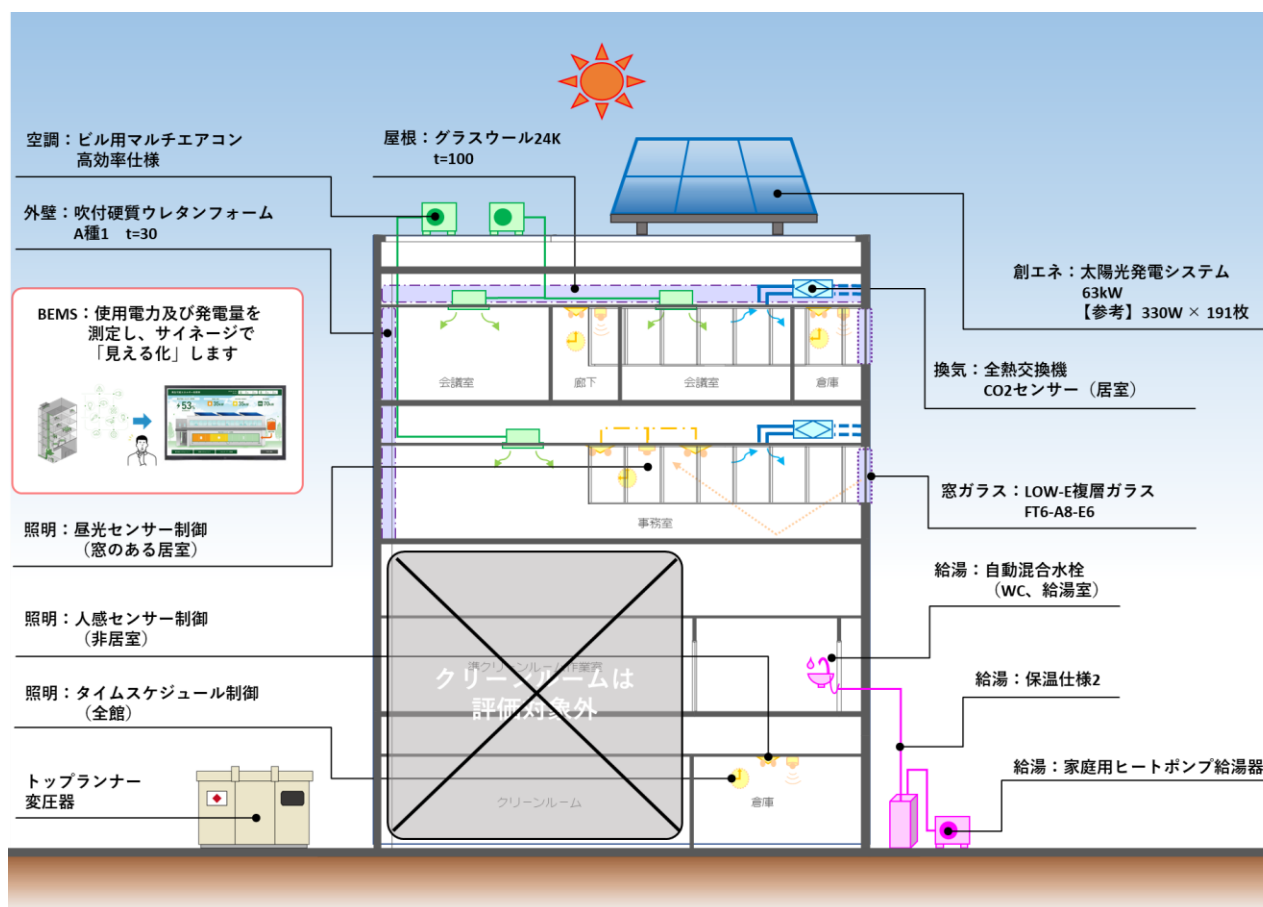 空調：ビル用マルチエアコン
高効率仕様
屋根：グラスウール24K
t=100
外壁：吹付硬質ウレタンフォーム
A種1　t=30
創エネ：太陽光発電システム
63kW
【参考】330W × 191枚
BEMS：使用電力及び発電量を
測定し、サイネージで
「見える化」します
53
換気：全熱交換機
CO2センサー（居室）
会議室
廊下
会議室
倉庫
窓ガラス：LOW-E複層ガラス
FT6-A8-E6
事務室
照明：昼光センサー制御
（窓のある居室）
給湯：自動混合水栓
（WC、給湯室）
照明：人感センサー制御
（非居室）
準クリーンルーム作業室
クリーンルームは
評価対象外
給湯：保温仕様2
照明：タイムスケジュール制御
（全館）
給湯：家庭用ヒートポンプ給湯器
トップランナー
変圧器
クリーンルーム
倉庫